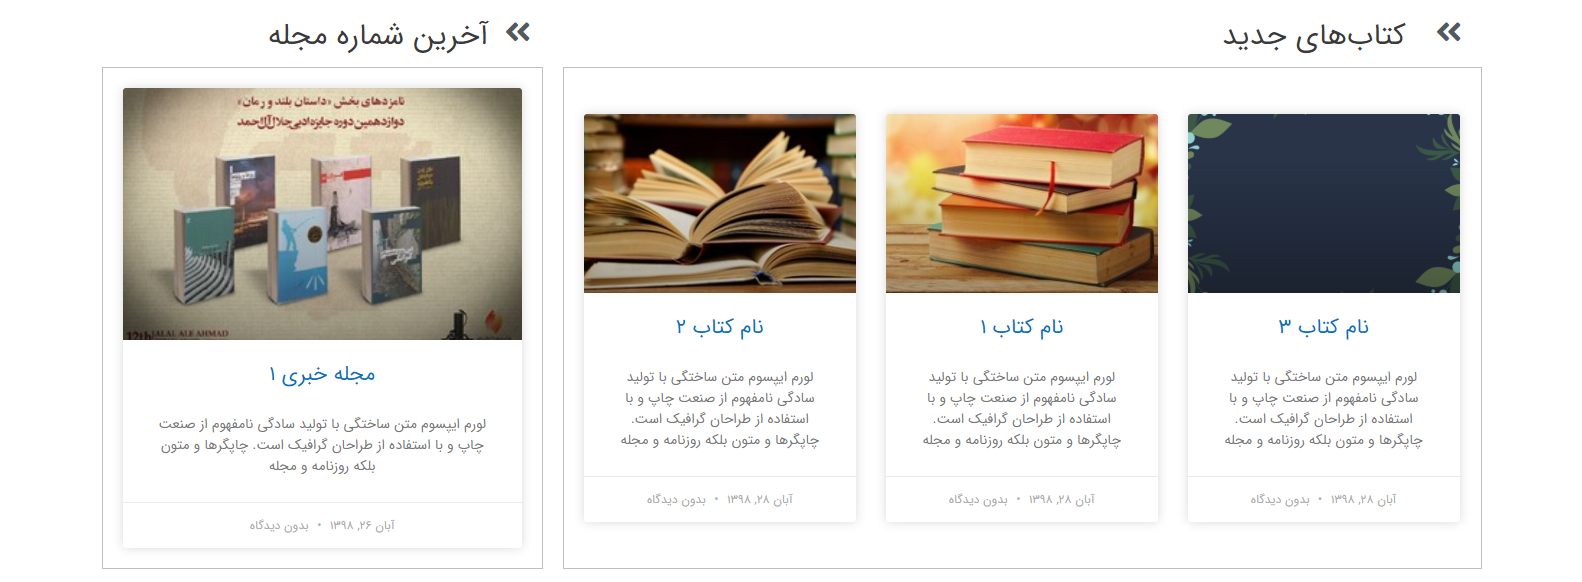 کتاب‌های جدید
نام کتاب ۳
لورم ایپسوم متن ساختگی با تولید
سادگی نامفهوم از صنعت چاپ و با
استفاده از طراحان گرافیک است.
چاپگرها و متون بلکه روزنامه و مجله
آبان ۲۸, ۱۳۹۸ • بدون دیدگاه
نام کتاب ۱
لورم ایپسوم متن ساختگی با تولید
سادگی نامفهوم از صنعت چاپ و با
استفاده از طراحان گرافیک است.
چاپگرها و متون بلکه روزنامه و مجله
آبان ۲۸, ۱۳۹۸ • بدون دیدگاه
نام کتاب ۲
لورم ایپسوم متن ساختگی با تولید
سادگی نامفهوم از صنعت چاپ و با
استفاده از طراحان گرافیک است.
چاپگرها و متون بلکه روزنامه و مجله
آبان ۲۸, ۱۳۹۸ • بدون دیدگاه
آخرین شماره مجله
نامزدهای بخش «داستان بلند و رمان»
دوازدهمین دوره جایزه ادبی جلال آل احمد
12th JALAL ALE AHMAD
مجله خبری ۱
لورم ایپسوم متن ساختگی با تولید سادگی نامفهوم از صنعت
چاپ و با استفاده از طراحان گرافیک است. چاپگرها و متون
بلکه روزنامه و مجله
آبان ۲۶, ۱۳۹۸ • بدون دیدگاه